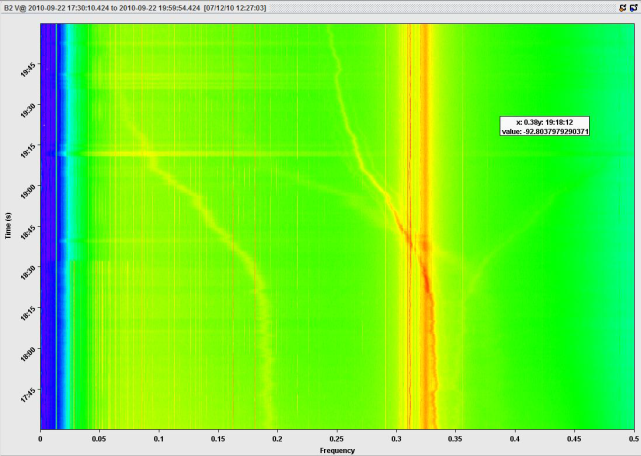 B2 V@ 2010-09-22 17:30:10.424 to 2010-09-22 19:59:54.424 [07/12/10 12:27:03]
x: 0.38y: 19:18:12
value: -92.8037979290371
Time (s)
19:45
19:30
19:15
19:00
18:45
18:30
18:15
18:00
17:45
0 0.05 0.1 0.15 0.2 0.25 0.3 0.35 0.4 0.45 0.5
Frequency